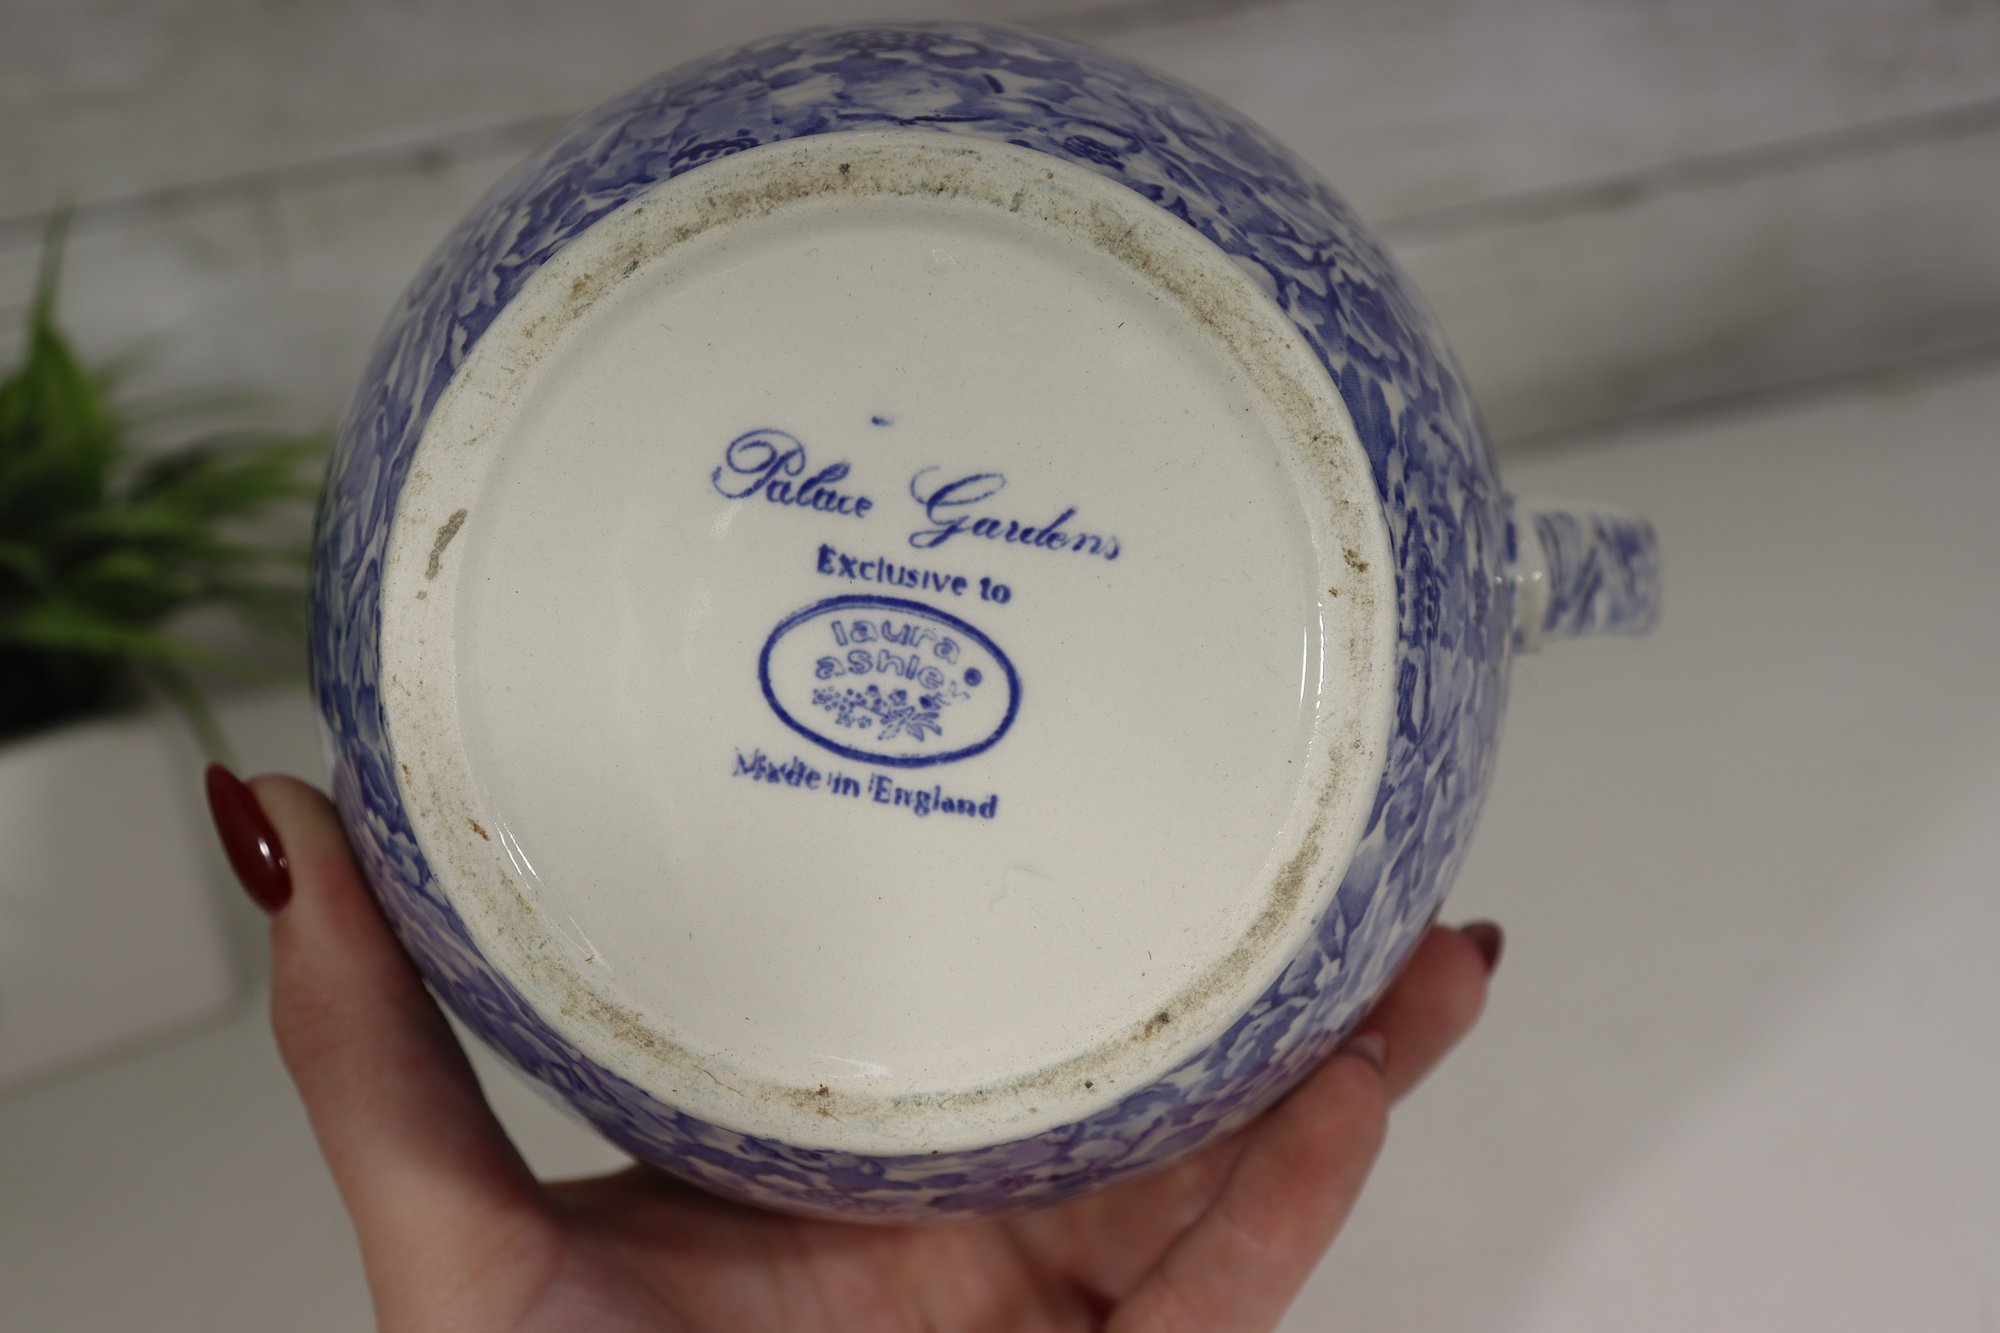 Palace Gardens
Exclusive to
laura
ashley®
Made in England